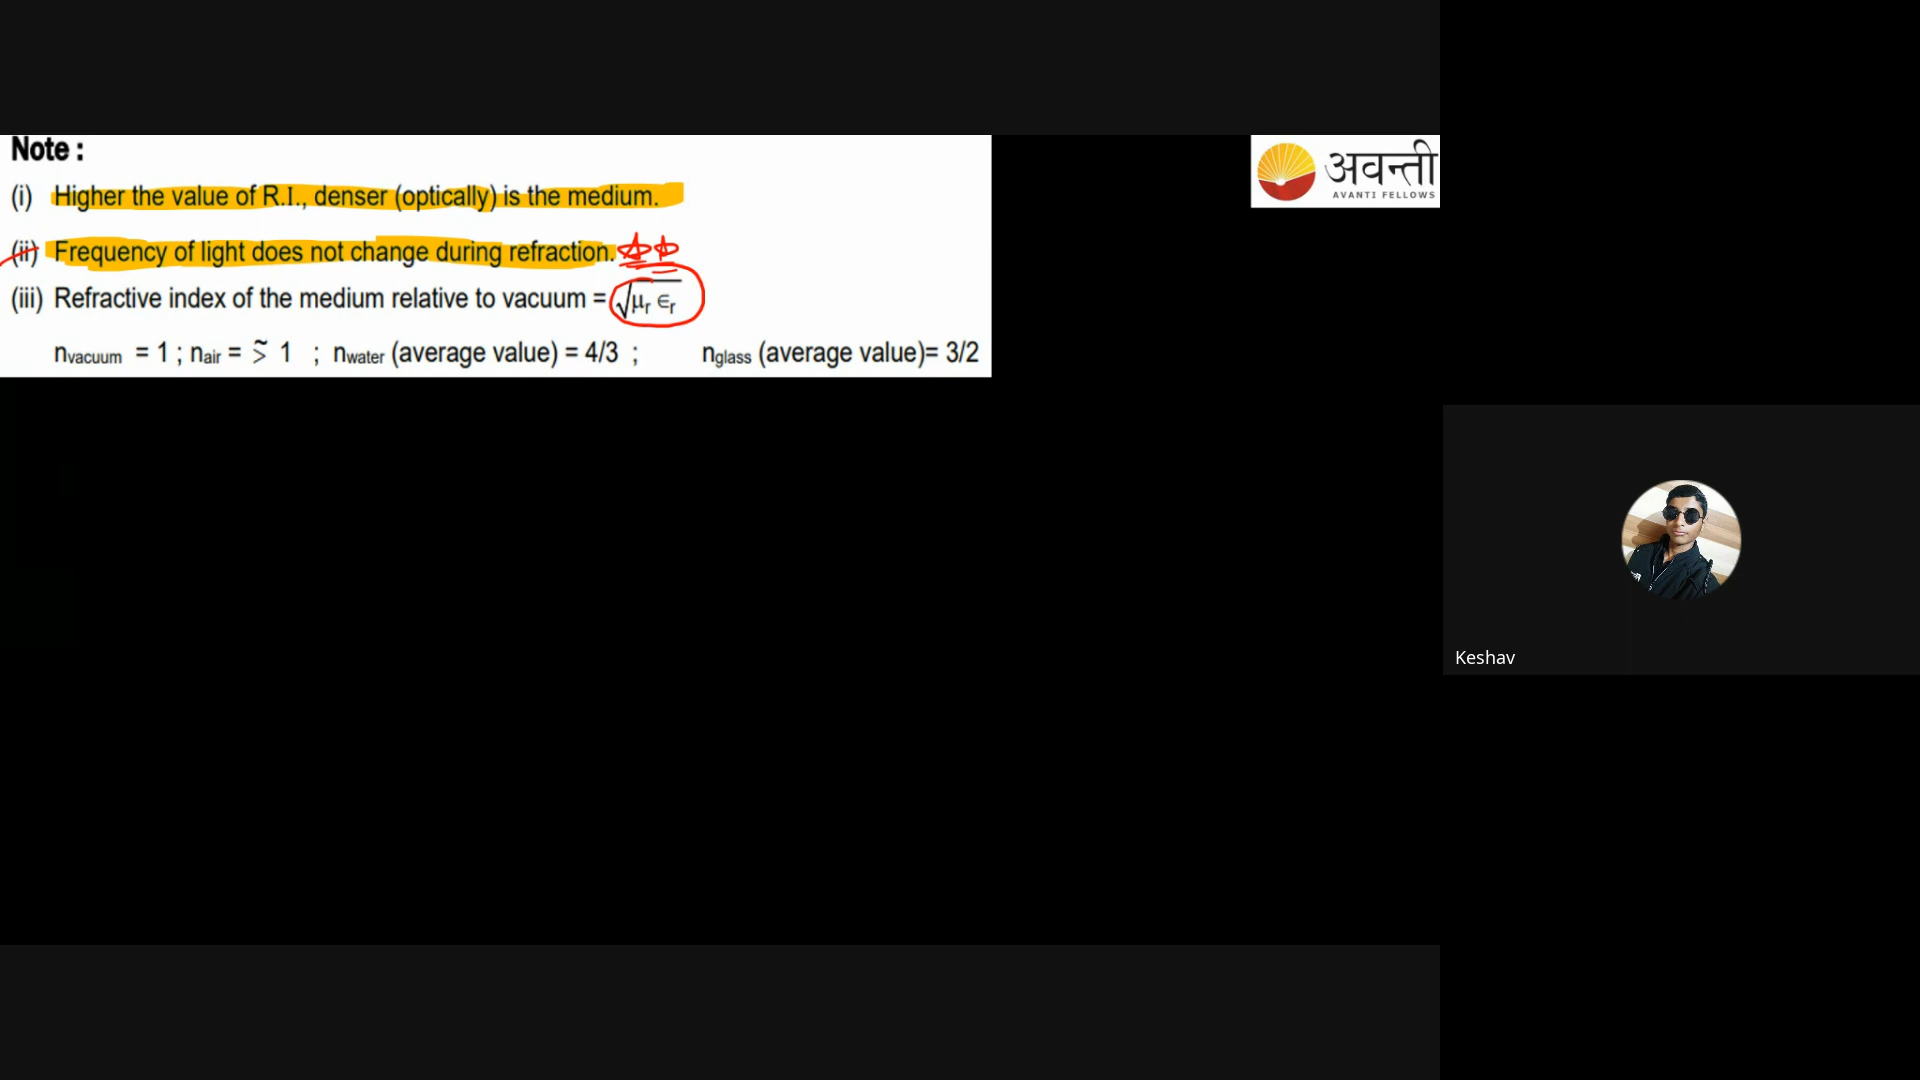 Note :
(i) Higher the value of R.I., denser (optically) is the medium.
(ii) Frequency of light does not change during refraction.
(iii) Refractive index of the medium relative to vacuum = √μr ∈r
nvacuum = 1 ; nair = ⪞ 1 ; nwater (average value) = 4/3 ; nglass (average value)= 3/2
अवन्ती
AVANTI FELLOWS
Keshav